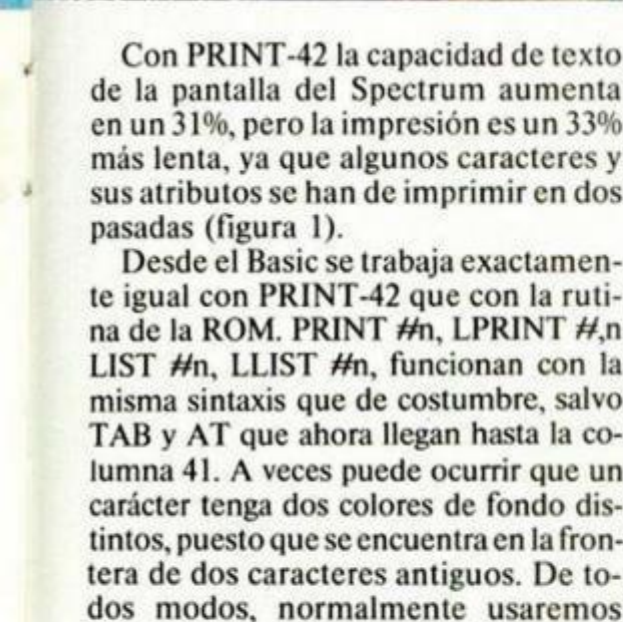 Con PRINT-42 la capacidad de texto
de la pantalla del Spectrum aumenta
en un 31%, pero la impresión es un 33%
más lenta, ya que algunos caracteres y
sus atributos se han de imprimir en dos
pasadas (figura 1).
Desde el Basic se trabaja exactamen-
te igual con PRINT-42 que con la ruti-
na de la ROM. PRINT #n, LPRINT #,n
LIST #n, LLIST #n, funcionan con la
misma sintaxis que de costumbre, salvo
TAB y AT que ahora llegan hasta la co-
lumna 41. A veces puede ocurrir que un
carácter tenga dos colores de fondo dis-
tintos, puesto que se encuentra en la fron-
tera de dos caracteres antiguos. De to-
dos modos, normalmente usaremos